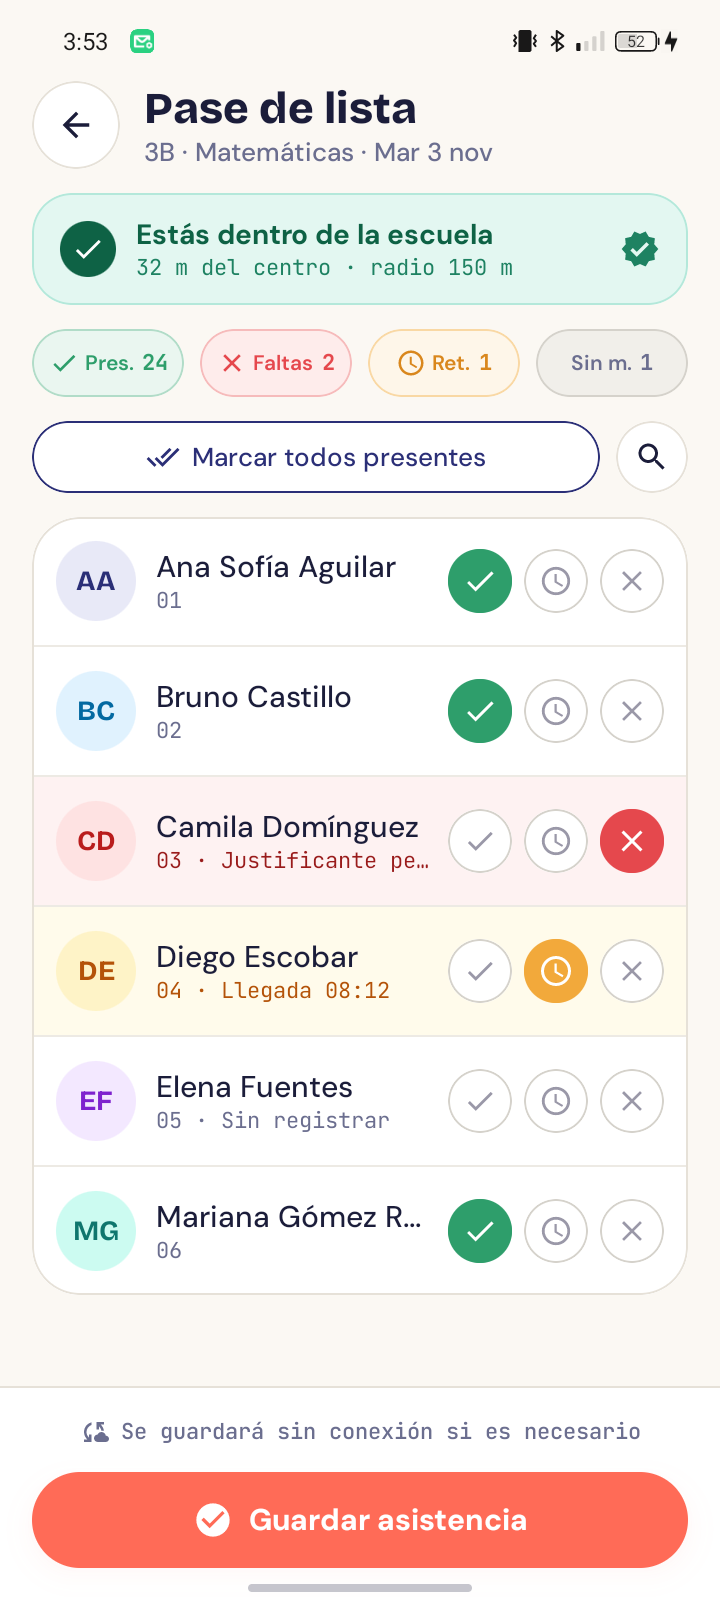 3:53
52
Pase de lista
3B · Matemáticas · Mar 3 nov
Estás dentro de la escuela
32 m del centro · radio 150 m
Pres. 24
Faltas 2
Ret. 1
Sin m. 1
Marcar todos presentes
AA
Ana Sofía Aguilar
01
BC
Bruno Castillo
02
CD
Camila Domínguez
03 · Justificante pe…
DE
Diego Escobar
04 · Llegada 08:12
EF
Elena Fuentes
05 · Sin registrar
MG
Mariana Gómez R…
06
Se guardará sin conexión si es necesario
Guardar asistencia